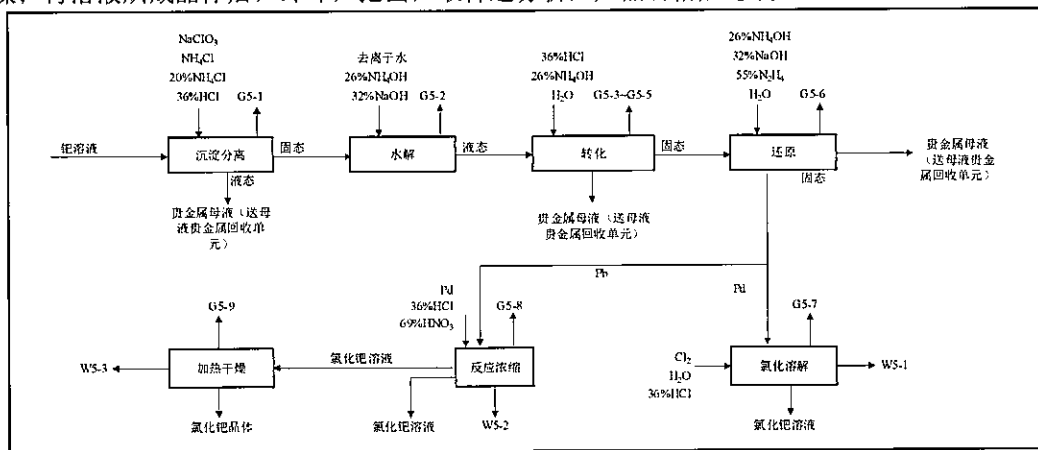 NaClO₃
NH₄Cl
20%NH₄Cl
36%HCl
G5-1
去离子水
26%NH₄OH
32%NaOH
G5-2
36%HCl
26%NH₄OH
H₂O
G5-3~G5-5
26%NH₄OH
32%NaOH
55%N₂H₄
H₂O
G5-6
钯溶液
沉淀分离
固态
水解
液态
转化
固态
还原
固态
贵金属母液
（送母液贵金
属回收单元）
液态
贵金属母液（送母
液贵金属回收单
元）
贵金属母液（送母液
贵金属回收单元）
Pb
Pd
Pd
36%HCl
69%HNO₃
G5-8
G5-9
G5-7
W5-3
加热干燥
氯化钯溶液
反应浓缩
Cl₂
H₂O
36%HCl
氯化溶解
W5-1
氯化钯晶体
氯化钯溶液
W5-2
氯化钯溶液